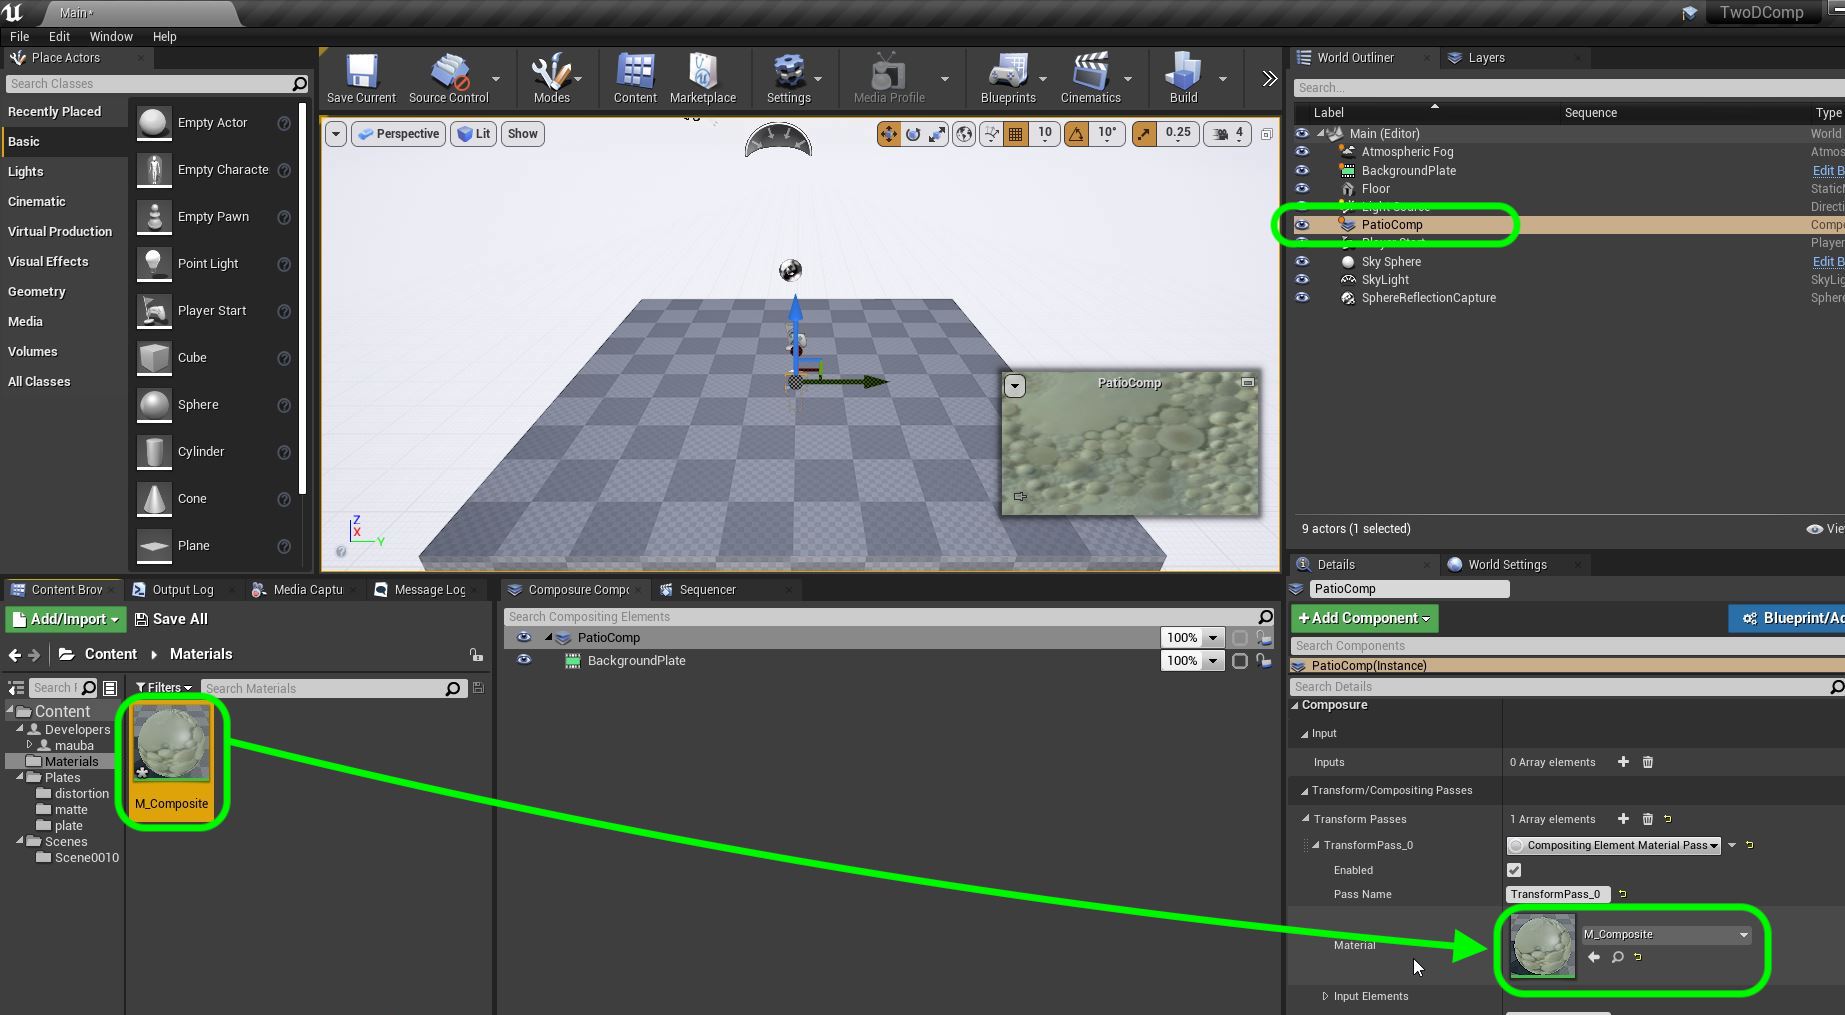 Main*
TwoDComp
File Edit Window Help
Place Actors
Search Classes
Recently Placed
Basic
Lights
Cinematic
Virtual Production
Visual Effects
Geometry
Media
Volumes
All Classes
Empty Actor
Empty Characte
Empty Pawn
Point Light
Player Start
Cube
Sphere
Cylinder
Cone
Plane
Save Current
Source Control
Modes
Content
Marketplace
Settings
Media Profile
Blueprints
Cinematics
Build
Perspective
Lit
Show
10
10°
0.25
4
PatioComp
Z
X
Y
World Outliner
Layers
Search...
Label Sequence Type
Main (Editor) World
Atmospheric Fog Atmos
BackgroundPlate Edit B
Floor Static
Light Source Directi
PatioComp Compo
Player Start Player
Sky Sphere Edit B
SkyLight SkyLig
SphereReflectionCapture Sphere
9 actors (1 selected)
Vie
Content Brov
Output Log
Media Captu
Message Log
Add/Import
Save All
Content
Materials
Search F
Filters
Search Materials
Content
Developers
mauba
Materials
Plates
distortion
matte
plate
Scenes
Scene0010
M_Composite
Composure Compo
Sequencer
Search Compositing Elements
PatioComp 100%
BackgroundPlate 100%
Details
World Settings
PatioComp
+Add Component
Blueprint/Ad
Search Components
PatioComp(Instance)
Search Details
Composure
Input
Inputs 0 Array elements
Transform/Compositing Passes
Transform Passes 1 Array elements
TransformPass_0 Compositing Element Material Pass
Enabled
Pass Name TransformPass_0
Material M_Composite
Input Elements